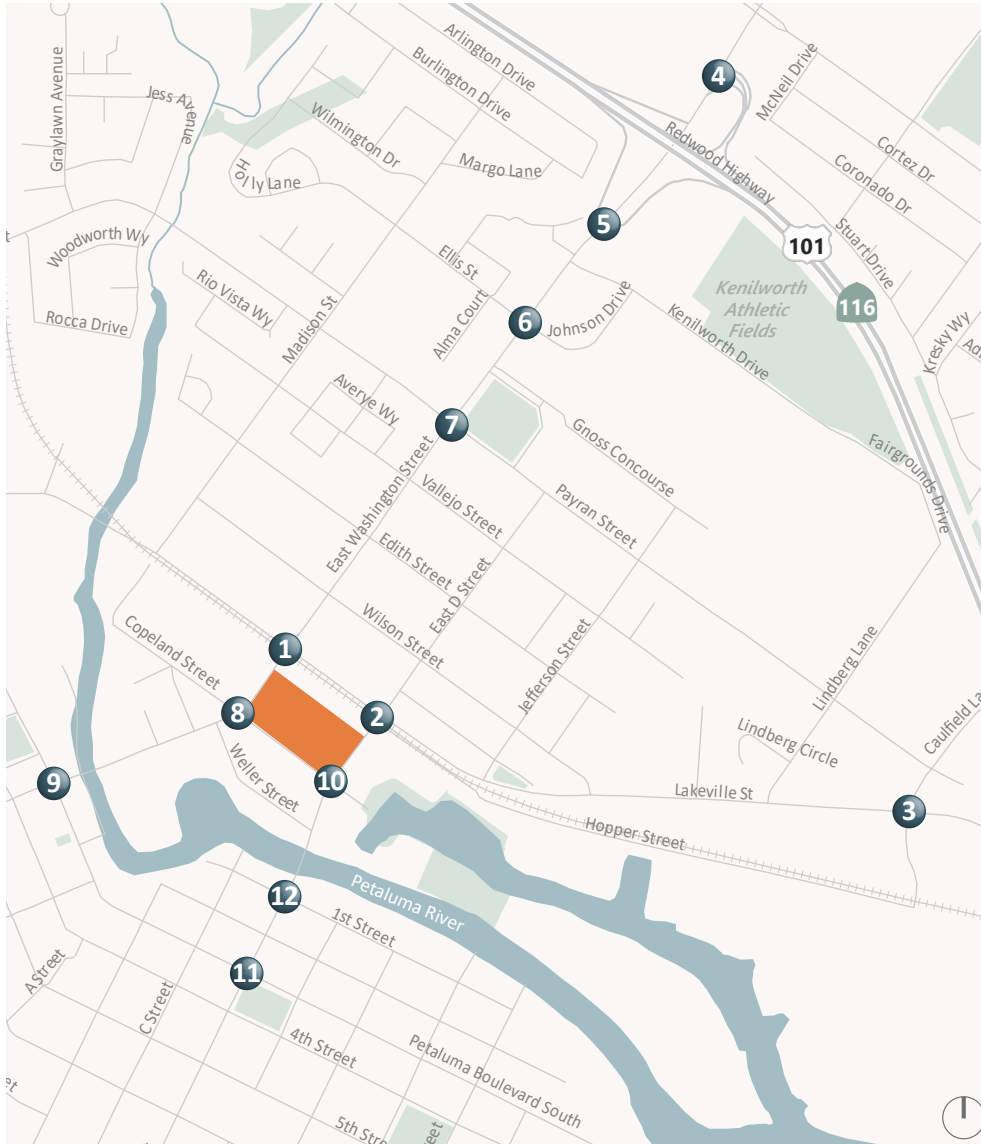 Graylawn Avenue
Jess Avenue
Arlington Drive
Burlington Drive
4
McNeil Drive
Wilmington Dr
Margo Lane
Redwood Highway
Cortez Dr
Coronado Dr
Holly Lane
5
Stuart Drive
101
Woodworth Wy
Ellis St
Kenilworth
Athletic
Fields
116
Rio Vista Wy
Rocca Drive
Madison St
Alma Court
6
Johnson Drive
Kenilworth Drive
Kresky Wy
Averye Wy
7
Gnoss Concourse
Fairgrounds Drive
East Washington Street
Vallejo Street
Payran Street
Edith Street
East D Street
Wilson Street
Copeland Street
1
Jefferson Street
Lindberg Lane
8
2
Caulfield La
Lindberg Circle
Weller Street
9
10
Lakeville St
3
Hopper Street
12
Petaluma River
1st Street
11
A Street
C Street
4th Street
Petaluma Boulevard South
5th Stre